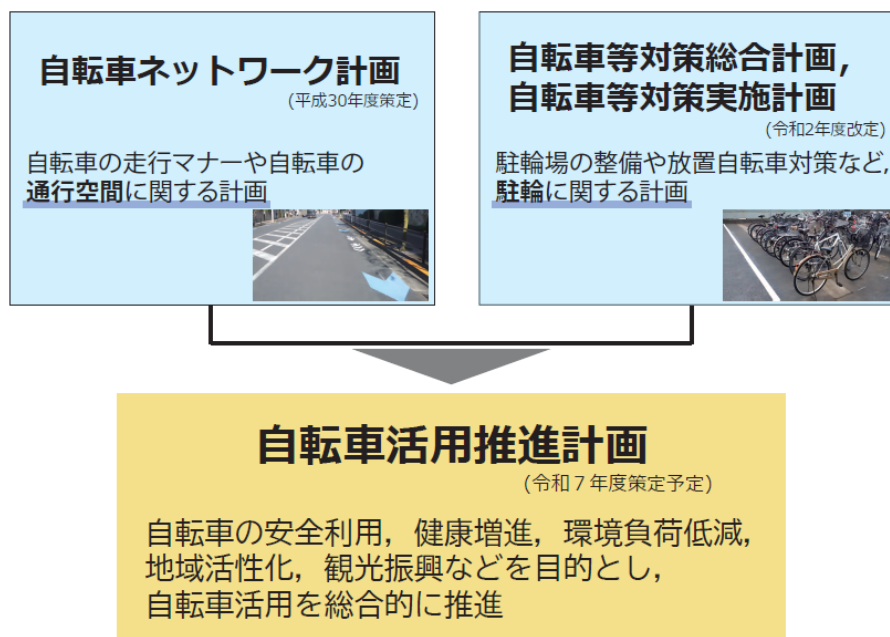 自転車ネットワーク計画
(平成30年度策定)
自転車の走行マナーや自転車の
通行空間に関する計画
自転車等対策総合計画，
自転車等対策実施計画
(令和2年度改定)
駐輪場の整備や放置自転車対策など，
駐輪に関する計画
自転車活用推進計画
(令和７年度策定予定)
自転車の安全利用，健康増進，環境負荷低減，
地域活性化，観光振興などを目的とし，
自転車活用を総合的に推進